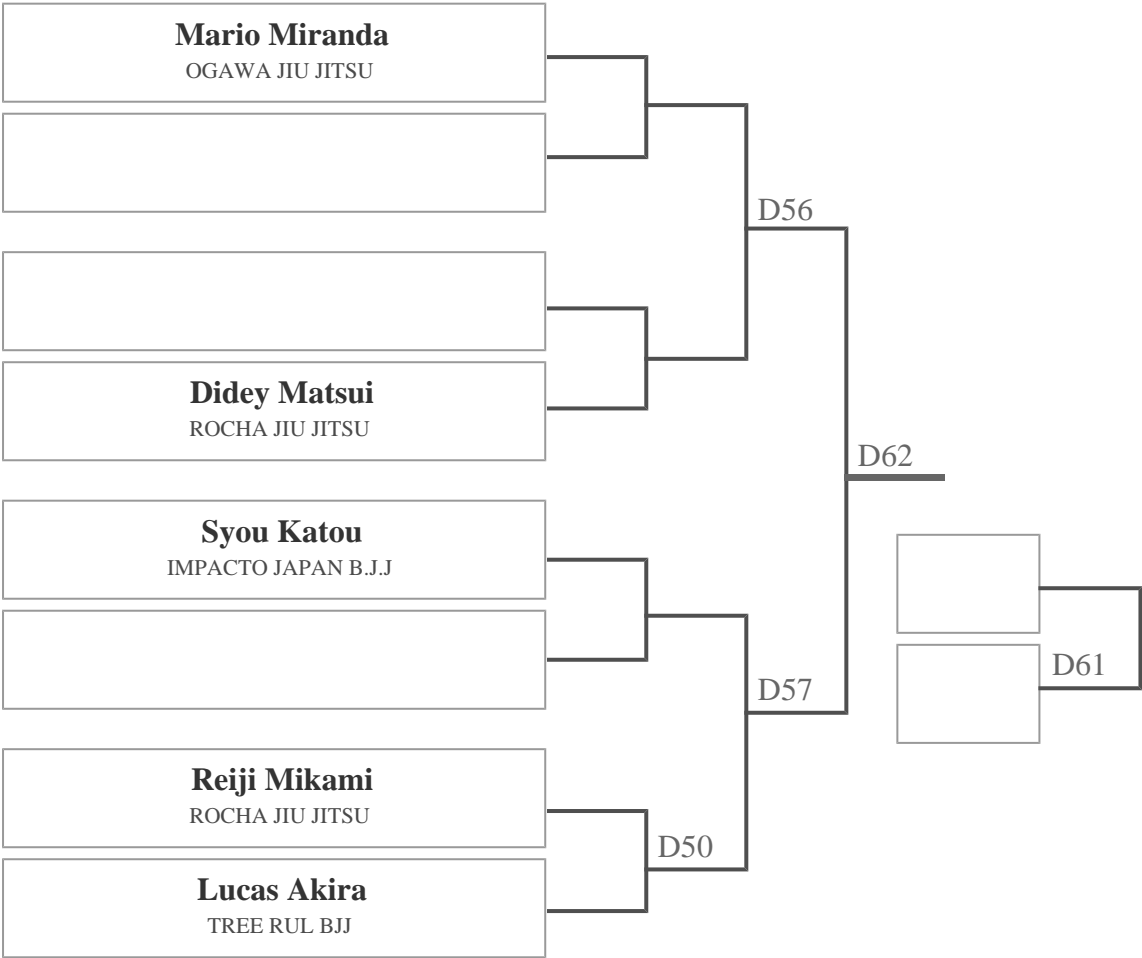 Mario Miranda
OGAWA JIU JITSU
D56
Didey Matsui
ROCHA JIU JITSU
D62
Syou Katou
IMPACTO JAPAN B.J.J
D61
D57
Reiji Mikami
ROCHA JIU JITSU
D50
Lucas Akira
TREE RUL BJJ